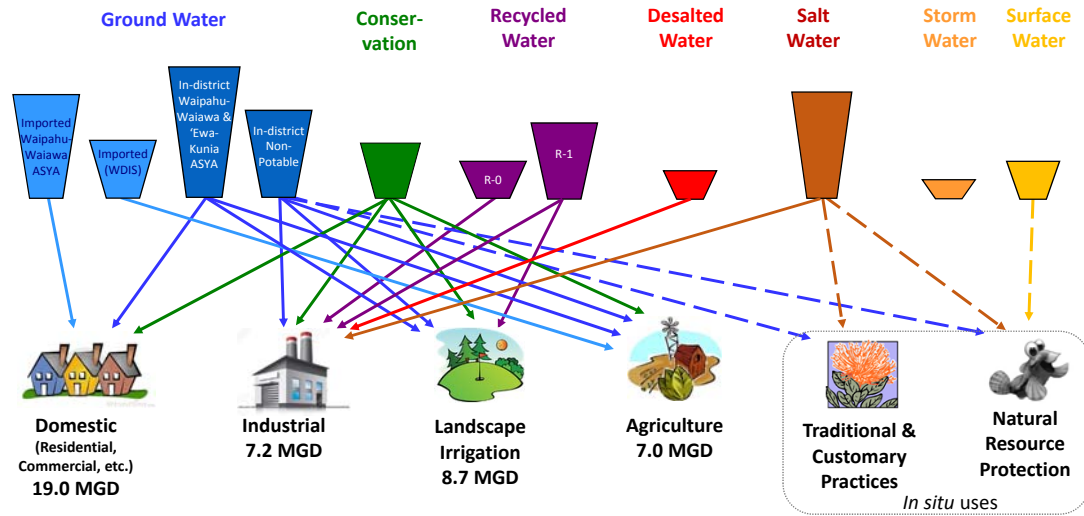 Ground Water
Conser-
vation
Recycled
Water
Desalted
Water
Salt
Water
Storm
Water
Surface
Water
Imported
Waipahu-
Waiawa
ASYA
Imported
(WDIS)
In-district
Waipahu-
Waiawa &
‘Ewa-
Kunia
ASYA
In-district
Non-
Potable
R-0
R-1
Domestic
(Residential,
Commercial, etc.)
19.0 MGD
Industrial
7.2 MGD
Landscape
Irrigation
8.7 MGD
Agriculture
7.0 MGD
Traditional &
Customary
Practices
Natural
Resource
Protection
In situ uses